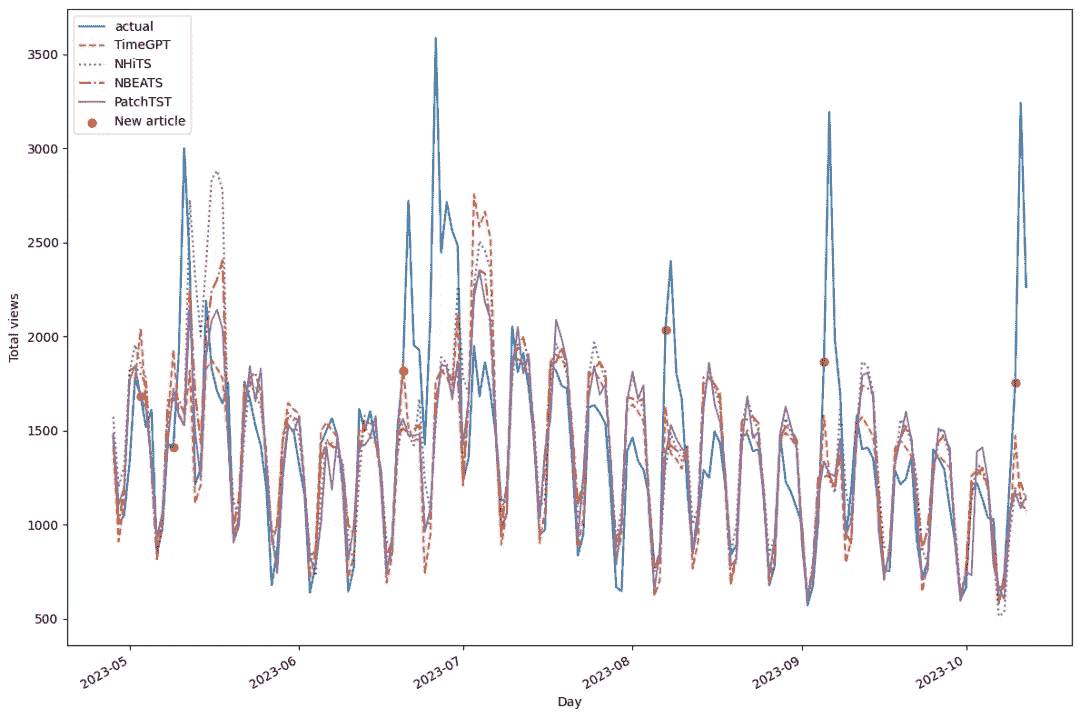 actual
TimeGPT
NHiTS
NBEATS
PatchTST
New article
3500
3000
2500
2000
1500
1000
500
Total views
2023-05
2023-06
2023-07
2023-08
2023-09
2023-10
Day